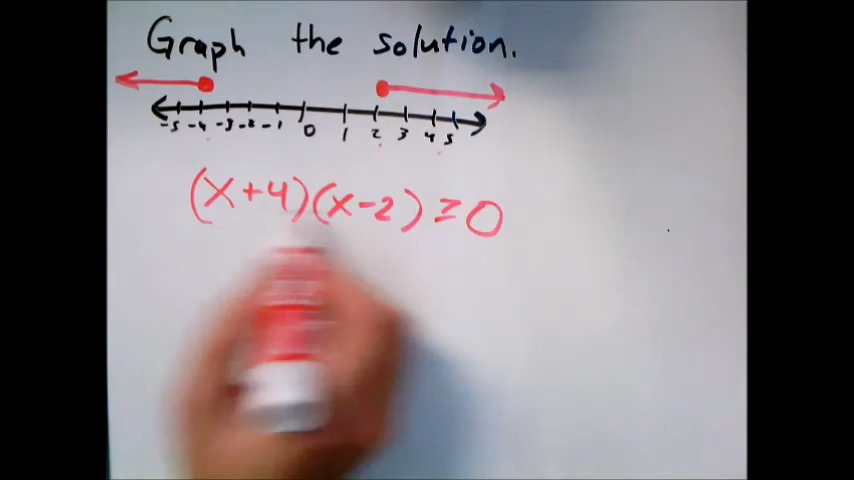 Graph the solution.
-5 -4 -3 -2 -1 0 1 2 3 4 5
(x+4)(x-2) ≥ 0